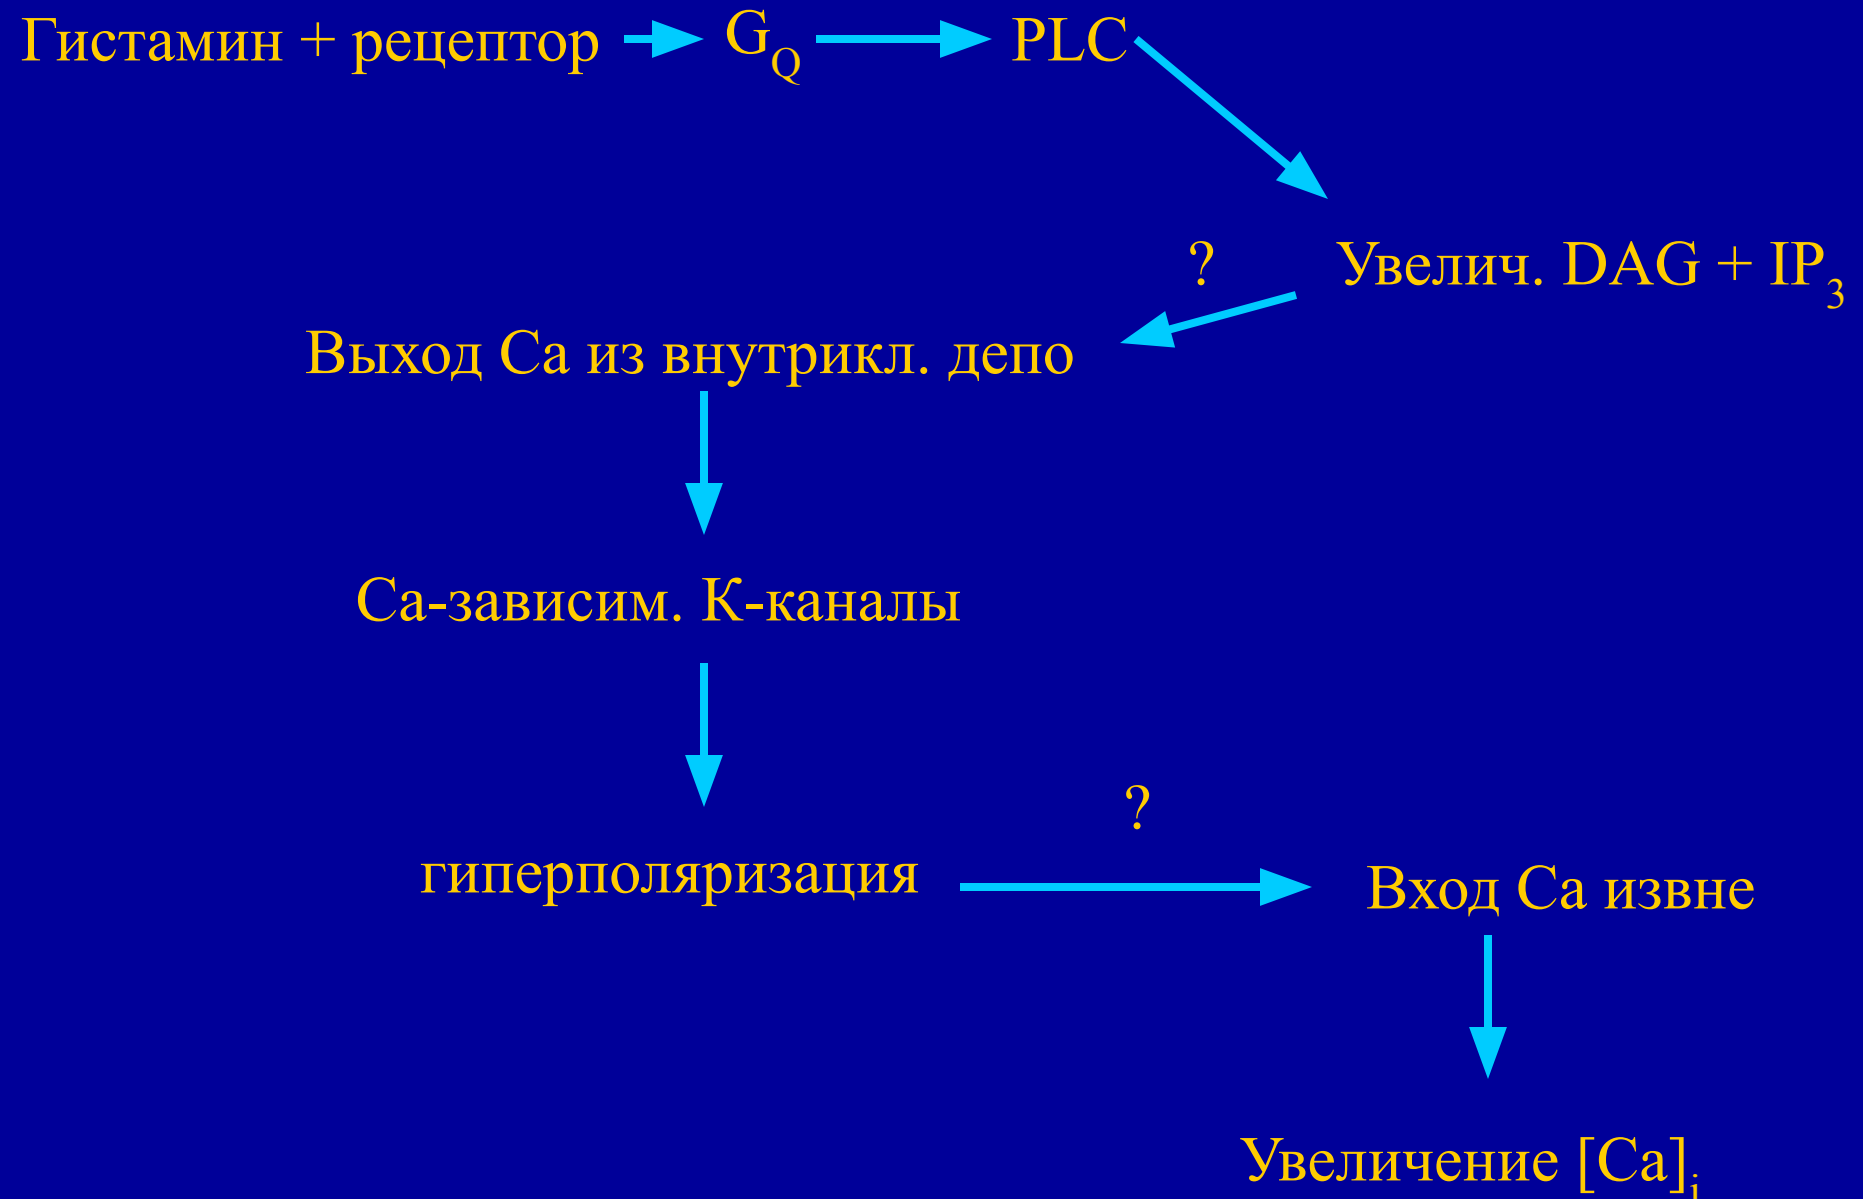 Гистамин + рецептор G_Q PLC
? Увелич. DAG + IP_3
Выход Ca из внутрикл. депо
Ca-зависим. К-каналы
?
гиперполяризация Вход Ca извне
Увеличение [Ca]_i